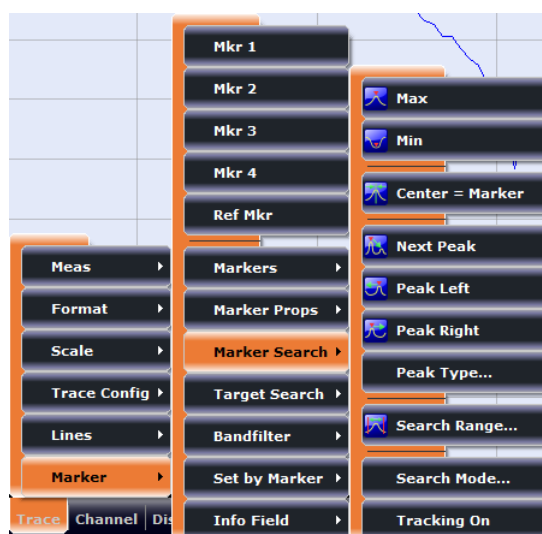 Meas
Format
Scale
Trace Config
Lines
Marker
Trace Channel Dis
Mkr 1
Mkr 2
Mkr 3
Mkr 4
Ref Mkr
Markers
Marker Props
Marker Search
Target Search
Bandfilter
Set by Marker
Info Field
Max
Min
Center = Marker
Next Peak
Peak Left
Peak Right
Peak Type...
Search Range...
Search Mode...
Tracking On